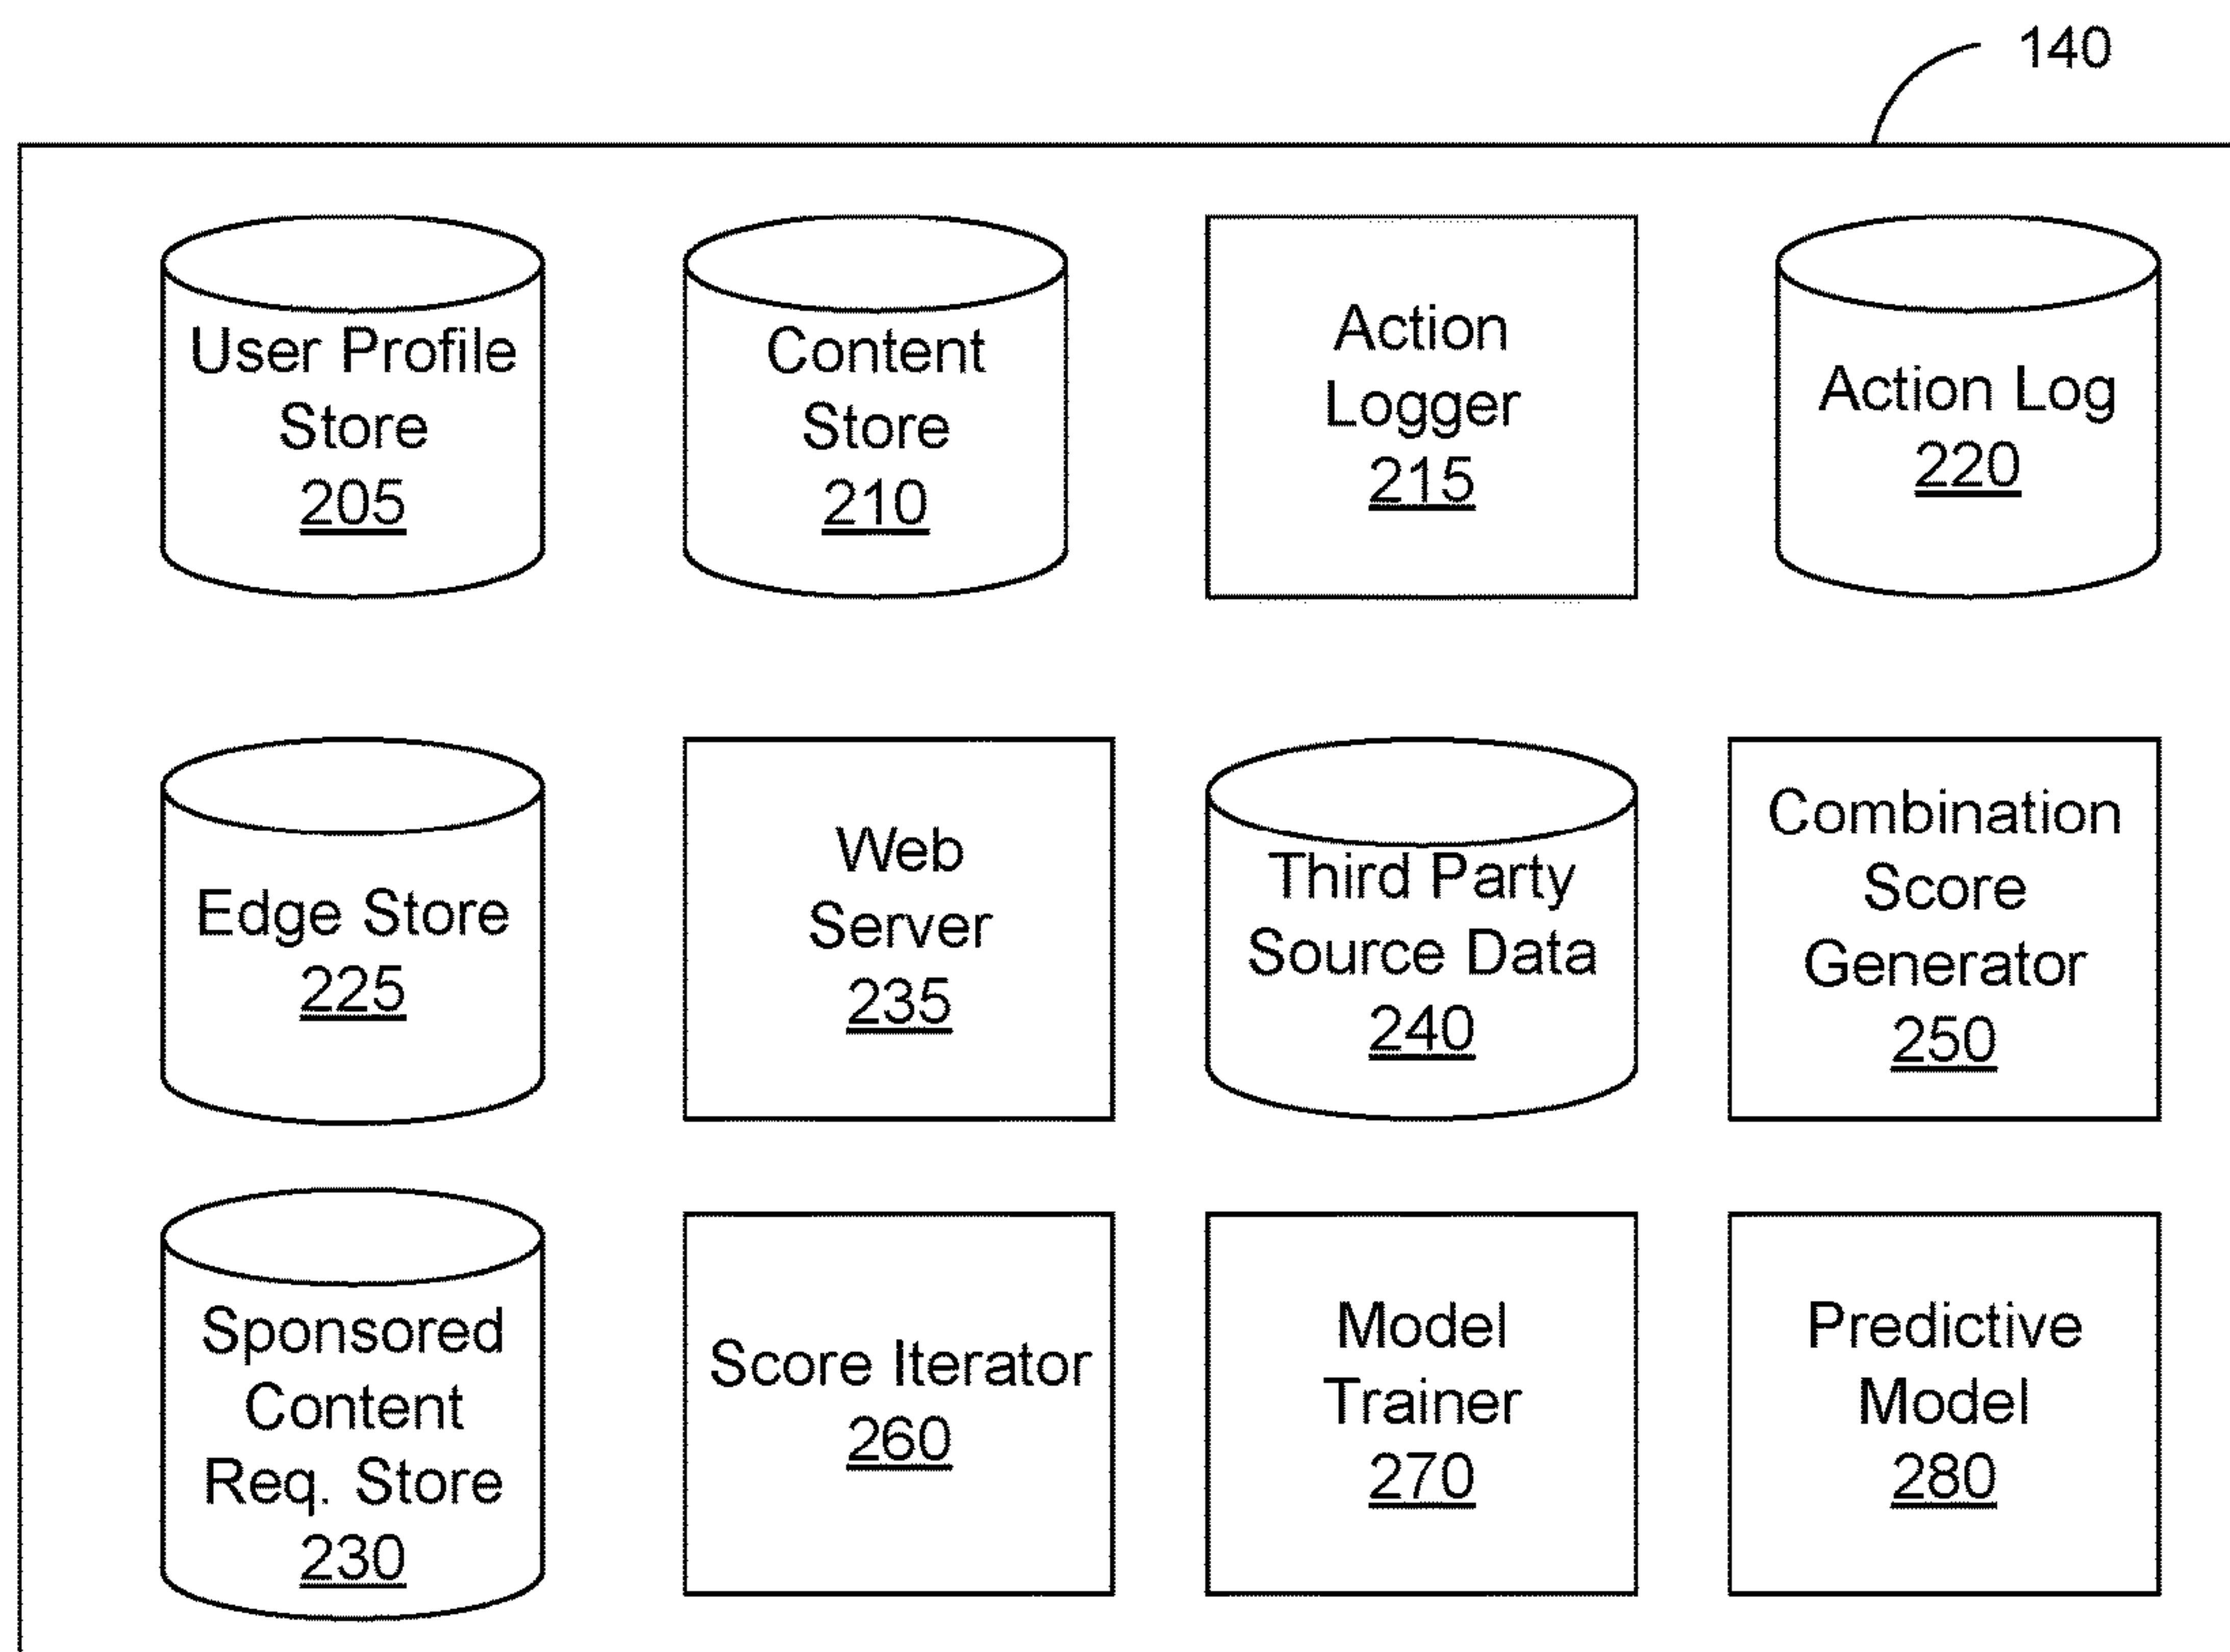 140
User Profile
Store
205
Content
Store
210
Action
Logger
215
Action Log
220
Edge Store
225
Web
Server
235
Third Party
Source Data
240
Combination
Score
Generator
250
Sponsored
Content
Req. Store
230
Score Iterator
260
Model
Trainer
270
Predictive
Model
280